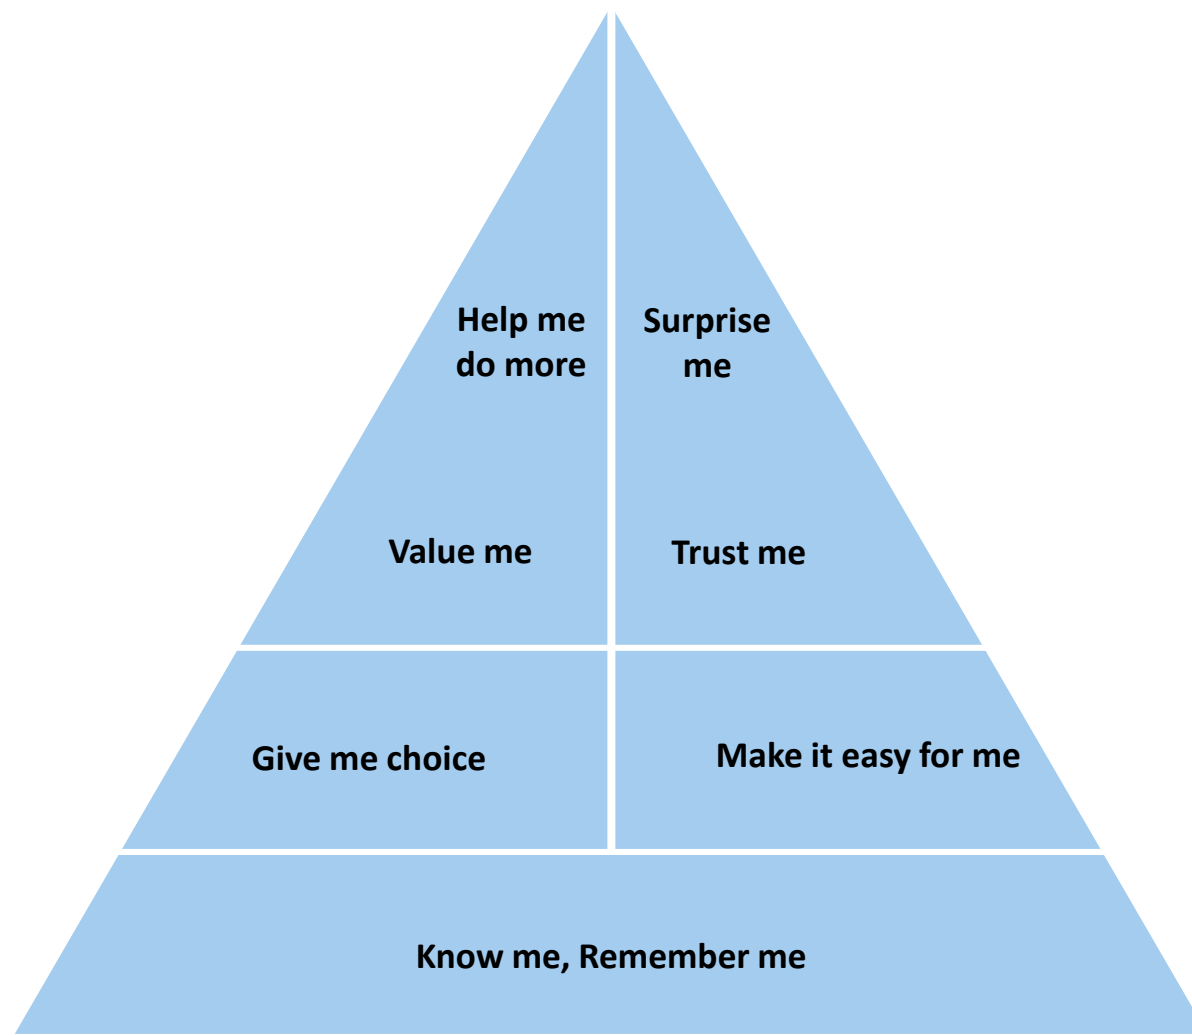 Help me
do more
Surprise
me
Value me
Trust me
Give me choice
Make it easy for me
Know me, Remember me